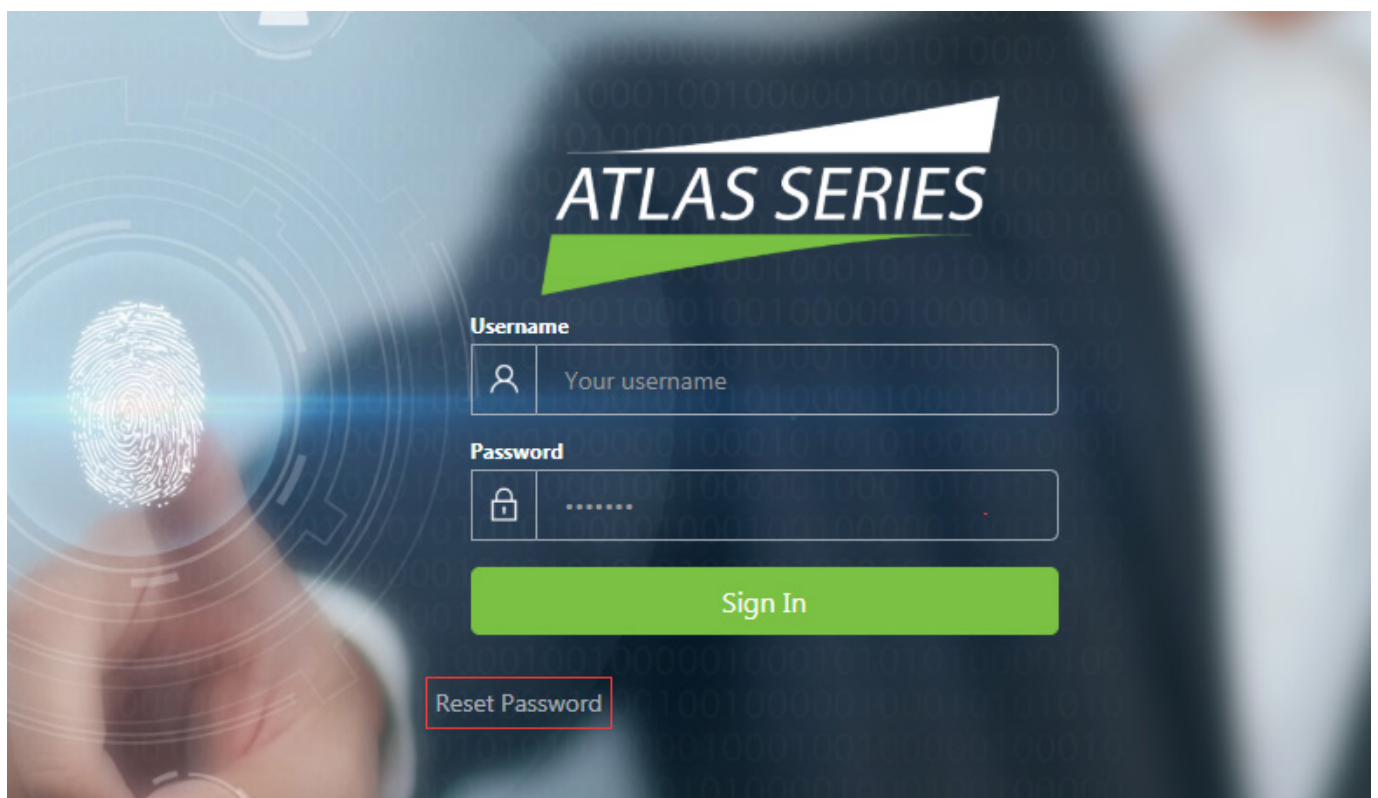 ATLAS SERIES
Username
Your username
Password
•••••••
Sign In
Reset Password